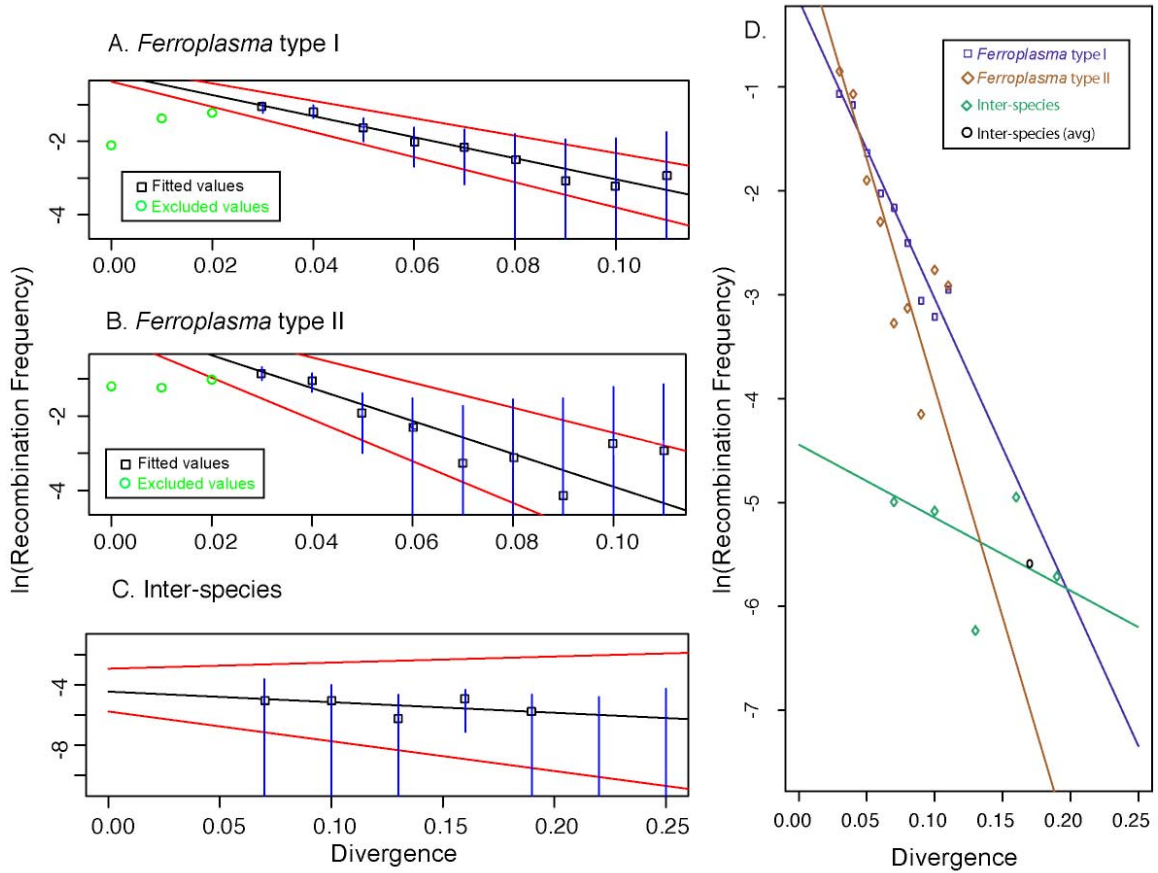 A. Ferroplasma type I
-2
-4
Fitted values
Excluded values
0.00 0.02 0.04 0.06 0.08 0.10
B. Ferroplasma type II
-2
-4
Fitted values
Excluded values
0.00 0.02 0.04 0.06 0.08 0.10
ln(Recombination Frequency)
C. Inter-species
-4
-8
0.00 0.05 0.10 0.15 0.20 0.25
Divergence
D.
Ferroplasma type I
Ferroplasma type II
Inter-species
Inter-species (avg)
-1
-2
-3
-4
-5
-6
-7
ln(Recombination Frequency)
0.00 0.05 0.10 0.15 0.20 0.25
Divergence